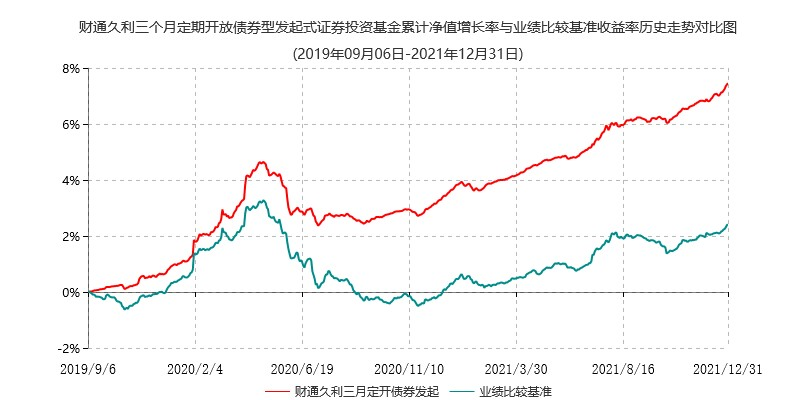 财通久利三个月定期开放债券型发起式证券投资基金累计净值增长率与业绩比较基准收益率历史走势对比图
(2019年09月06日-2021年12月31日)
8%
6%
4%
2%
0%
-2%
2019/9/6 2020/2/4 2020/6/19 2020/11/10 2021/3/30 2021/8/16 2021/12/31
财通久利三月定开债券发起 业绩比较基准